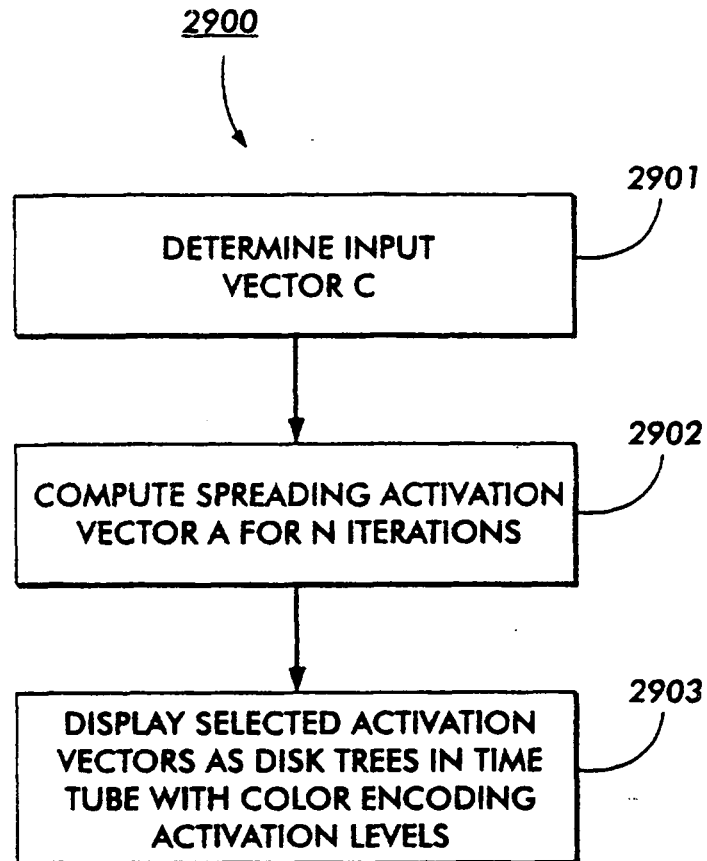 2900
2901
DETERMINE INPUT
VECTOR C
2902
COMPUTE SPREADING ACTIVATION
VECTOR A FOR N ITERATIONS
2903
DISPLAY SELECTED ACTIVATION
VECTORS AS DISK TREES IN TIME
TUBE WITH COLOR ENCODING
ACTIVATION LEVELS